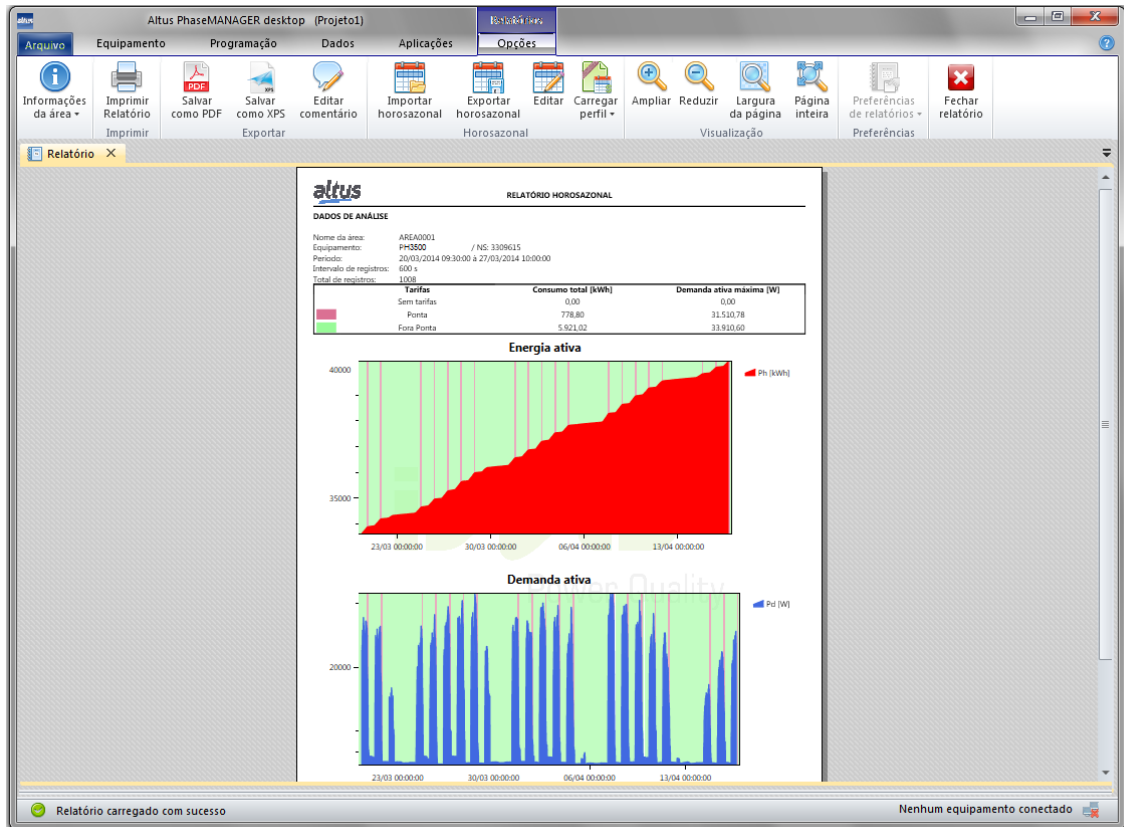 altus
Altus PhaseMANAGER desktop (Projeto1)
Relatórios
Arquivo Equipamento Programação Dados Aplicações Opções
Informações da área
Imprimir Relatório
Salvar como PDF
Salvar como XPS
Editar comentário
Importar horosazonal
Exportar horosazonal
Editar
Carregar perfil
Ampliar
Reduzir
Largura da página
Página inteira
Preferências de relatórios
Fechar relatório
Imprimir Exportar Horosazonal Visualização Preferências
Relatório
altus
RELATÓRIO HOROSAZONAL
DADOS DE ANÁLISE
Nome da área: AREA0001
Equipamento: PH3500 / NS: 3309615
Período: 20/03/2014 09:30:00 à 27/03/2014 10:00:00
Intervalo de registros: 600 s
Total de registros: 1008
Tarifas Consumo total [kWh] Demanda ativa máxima [W]
Sem tarifas 0,00 0,00
Ponta 778,80 31.510,78
Fora Ponta 5.921,02 33.910,60
Energia ativa
40000
Ph [kWh]
35000
23/03 00:00:00 30/03 00:00:00 06/04 00:00:00 13/04 00:00:00
Power Quality
Demanda ativa
Pd [W]
20000
23/03 00:00:00 30/03 00:00:00 06/04 00:00:00 13/04 00:00:00
Relatório carregado com sucesso
Nenhum equipamento conectado